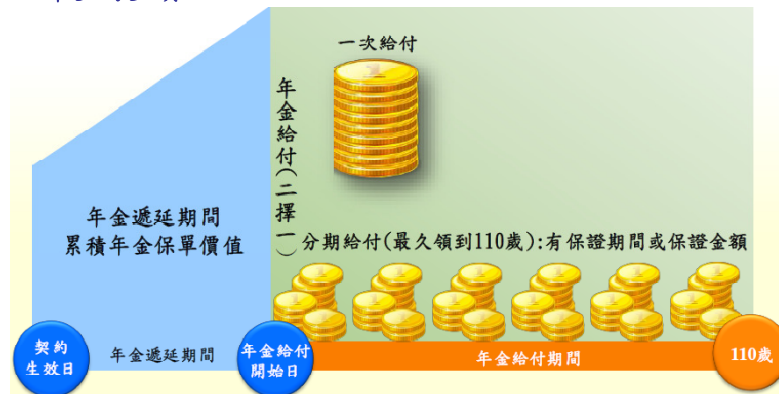 一次給付
年金給付(二擇一)
年金遞延期間
累積年金保單價值
分期給付(最久領到110歲):有保證期間或保證金額
契約
生效日
年金遞延期間
年金給付
開始日
年金給付期間
110歲